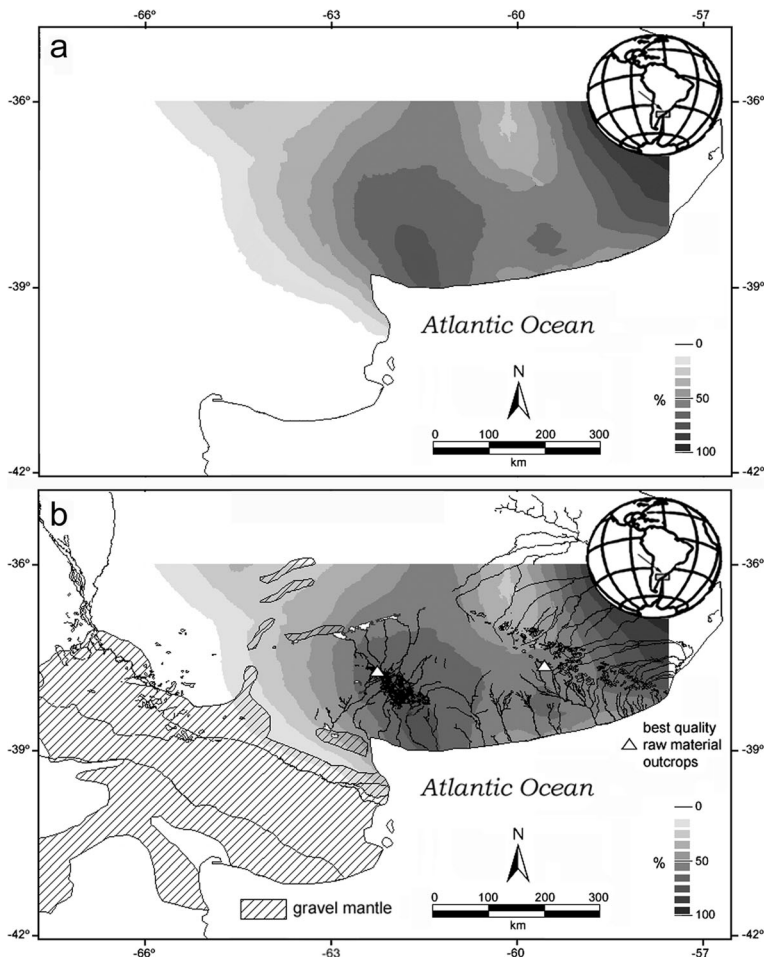 -66 -63 -60 -57
a
-36 -36
-39 -39
Atlantic Ocean
N
0 100 200 300
km
0
% 50
100
-42 -42
b
-36 -36
-39 -39
best quality
raw material
outcrops
Atlantic Ocean
N
0 100 200 300
km
0
% 50
100
gravel mantle
-42 -42
-66 -63 -60 -57